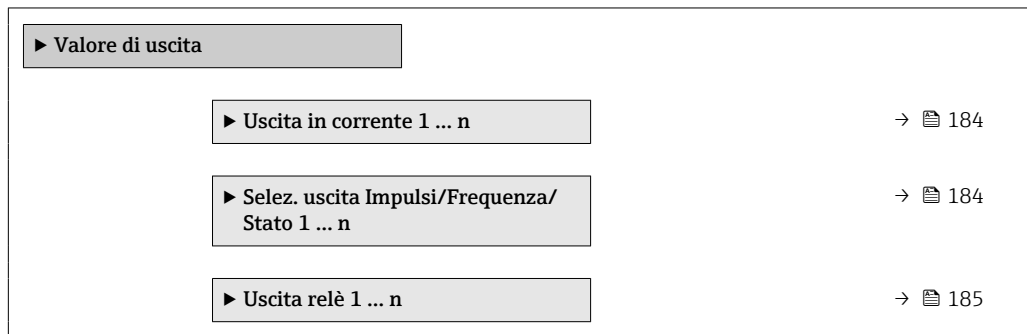 ▶ Valore di uscita
▶ Uscita in corrente 1 … n → 184
▶ Selez. uscita Impulsi/Frequenza/ → 184
Stato 1 … n
▶ Uscita relè 1 … n → 185